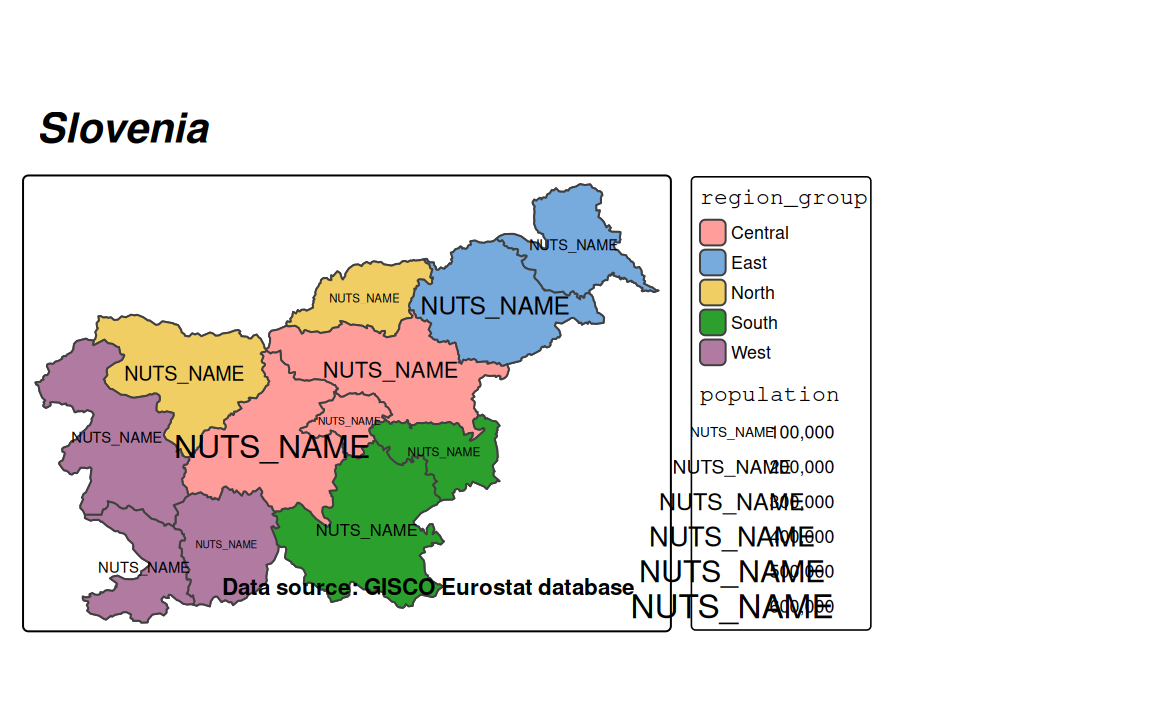 Slovenia
region_group
Central
East
North
South
West
population
NUTS_NAME 100,000
NUTS_NAME 200,000
NUTS_NAME 300,000
NUTS_NAME 400,000
NUTS_NAME 500,000
NUTS_NAME 600,000
NUTS_NAME
NUTS_NAME
NUTS_NAME
NUTS_NAME
NUTS_NAME
NUTS_NAME
NUTS_NAME
NUTS_NAME
NUTS_NAME
NUTS_NAME
NUTS_NAME
NUTS_NAME
Data source: GISCO Eurostat database